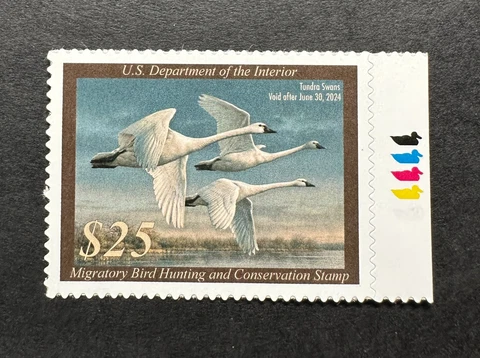 U.S. Department of the Interior
Tundra Swans
Void after June 30, 2024
$25
Migratory Bird Hunting and Conservation Stamp